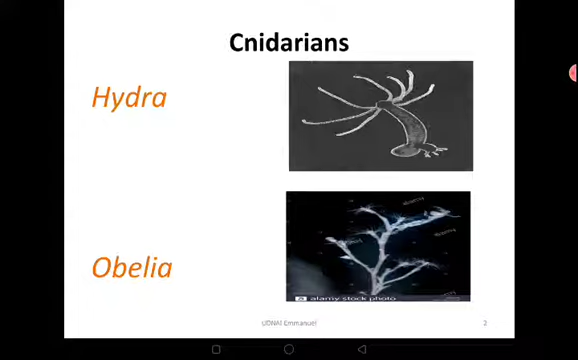 Cnidarians
Hydra
Obelia
alamy stock photo
UDNAI Emmanuel 2